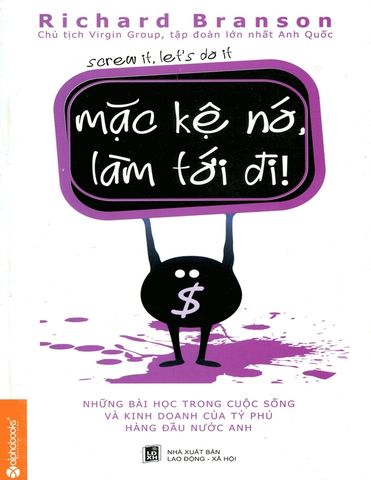 Richard Branson
Chủ tịch Virgin Group, tập đoàn lớn nhất Anh Quốc
screw it, let's do it
mặc kệ nó,
làm tới đi!
$
NHỮNG BÀI HỌC TRONG CUỘC SỐNG
VÀ KINH DOANH CỦA TỶ PHÚ
HÀNG ĐẦU NƯỚC ANH
alphabooks
LĐ
XH
NHÀ XUẤT BẢN
LAO ĐỘNG - XÃ HỘI